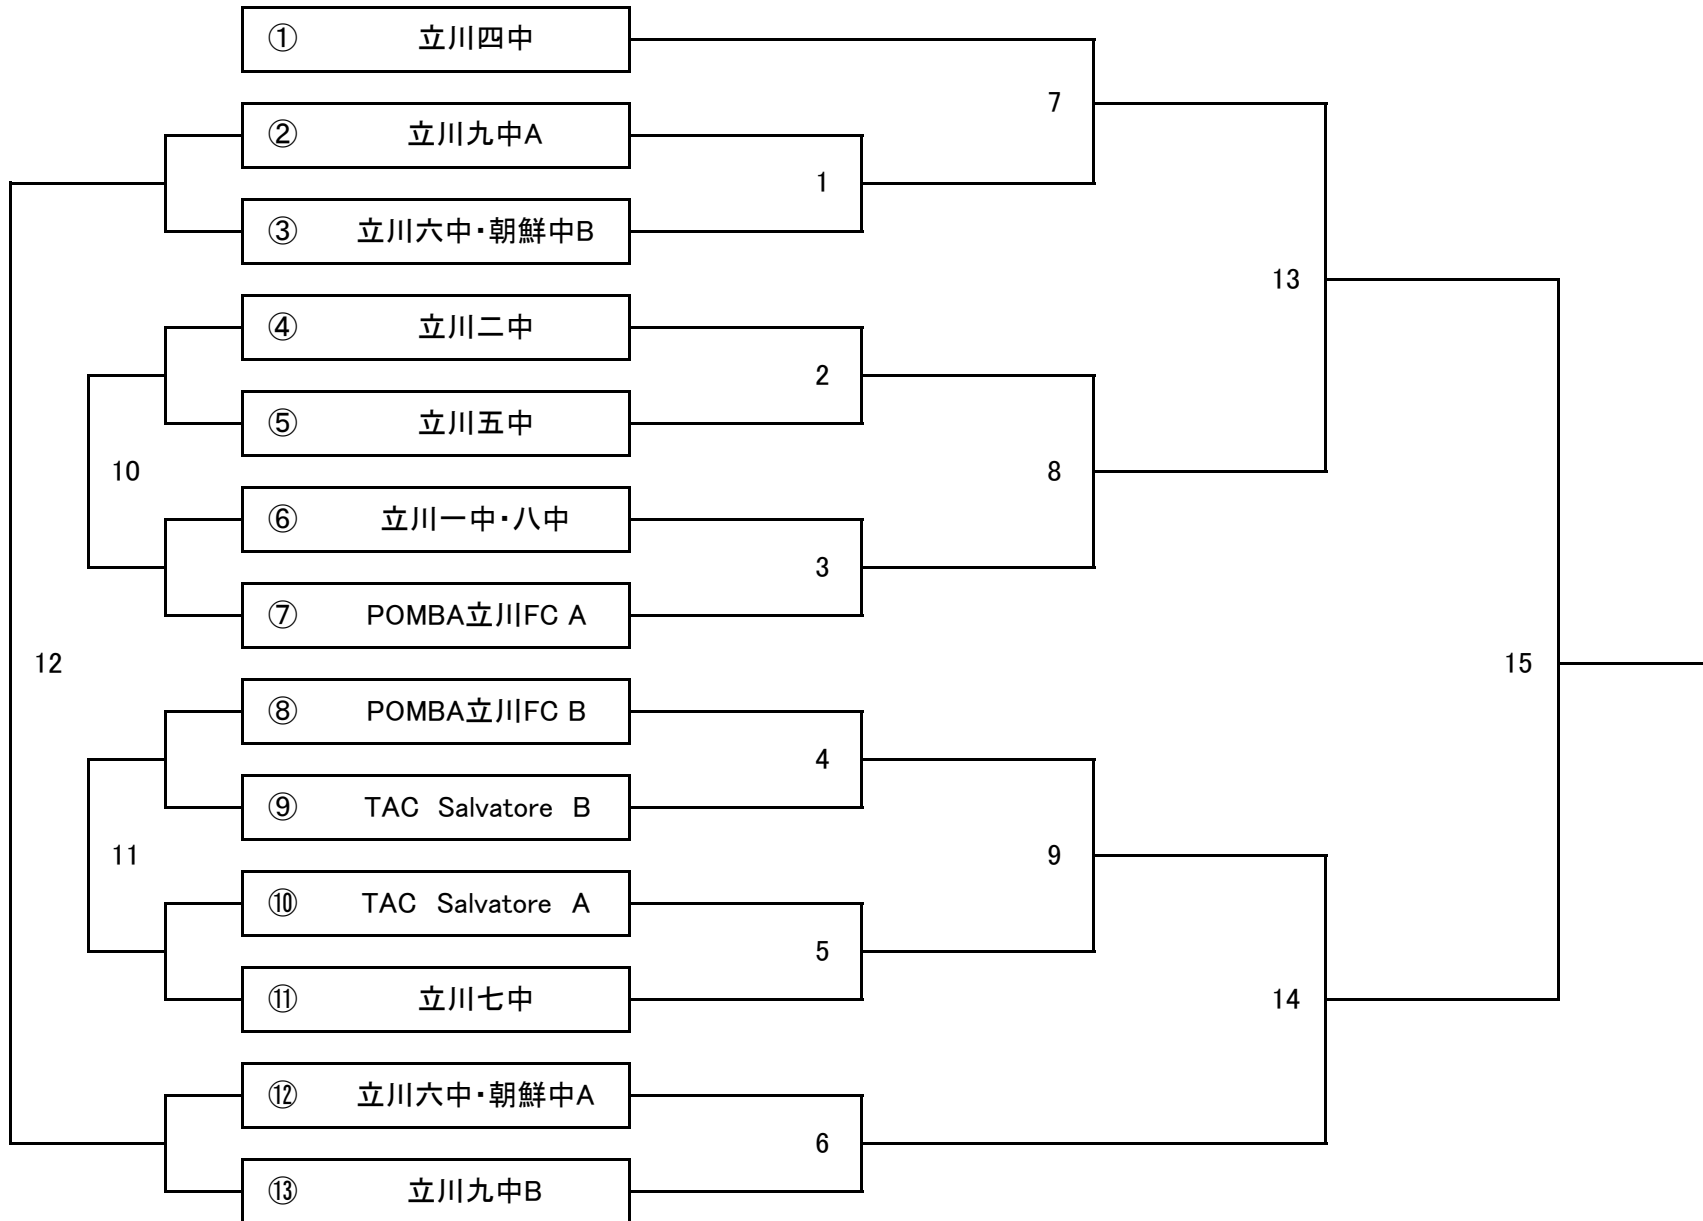 ① 立川四中
7
② 立川九中A
1
③ 立川六中・朝鮮中B
13
④ 立川二中
2
⑤ 立川五中
10
8
⑥ 立川一中・八中
3
⑦ POMBA立川FC A
12
15
⑧ POMBA立川FC B
4
⑨ TAC Salvatore B
11
9
⑩ TAC Salvatore A
5
⑪ 立川七中
14
⑫ 立川六中・朝鮮中A
6
⑬ 立川九中B